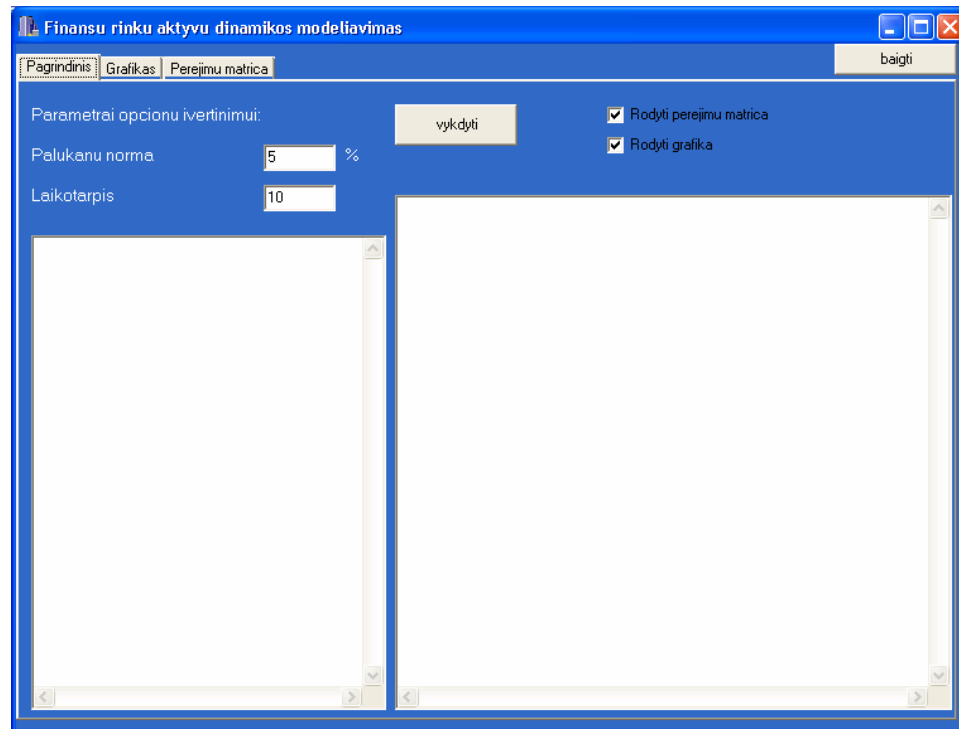 Finansu rinku aktyvu dinamikos modeliavimas
baigti
Pagrindinis Grafikas Perejimu matrica
Parametrai opcionu ivertinimui:
vykdyti
Rodyti perejimu matrica
Rodyti grafika
Palukanu norma 5 %
Laikotarpis 10